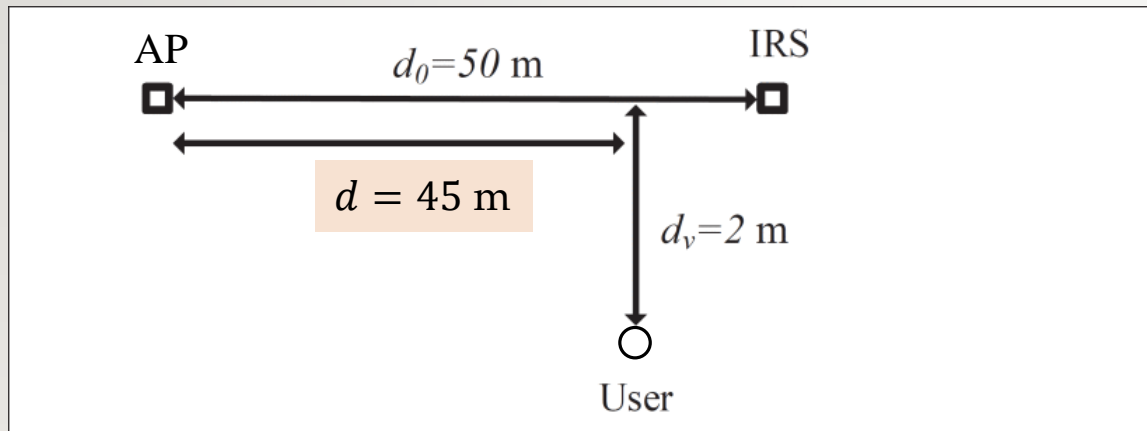 AP
IRS
d₀=50 m
d = 45 m
dᵥ=2 m
User